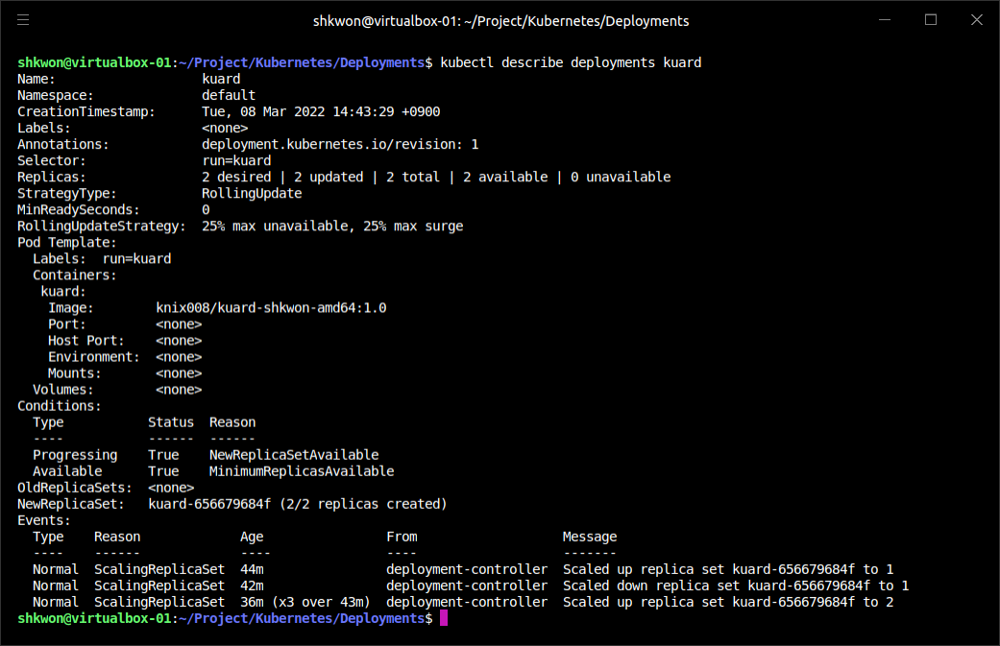 shkwon@virtualbox-01: ~/Project/Kubernetes/Deployments
shkwon@virtualbox-01:~/Project/Kubernetes/Deployments$ kubectl describe deployments kuard
Name:                   kuard
Namespace:              default
CreationTimestamp:      Tue, 08 Mar 2022 14:43:29 +0900
Labels:                 <none>
Annotations:            deployment.kubernetes.io/revision: 1
Selector:               run=kuard
Replicas:               2 desired | 2 updated | 2 total | 2 available | 0 unavailable
StrategyType:           RollingUpdate
MinReadySeconds:        0
RollingUpdateStrategy:  25% max unavailable, 25% max surge
Pod Template:
  Labels:  run=kuard
  Containers:
   kuard:
    Image:        knix008/kuard-shkwon-amd64:1.0
    Port:         <none>
    Host Port:    <none>
    Environment:  <none>
    Mounts:       <none>
  Volumes:        <none>
Conditions:
  Type           Status  Reason
  ----           ------  ------
  Progressing    True    NewReplicaSetAvailable
  Available      True    MinimumReplicasAvailable
OldReplicaSets:  <none>
NewReplicaSet:   kuard-656679684f (2/2 replicas created)
Events:
  Type    Reason             Age                From                   Message
  ----    ------             ----               ----                   -------
  Normal  ScalingReplicaSet  44m                deployment-controller  Scaled up replica set kuard-656679684f to 1
  Normal  ScalingReplicaSet  42m                deployment-controller  Scaled down replica set kuard-656679684f to 1
  Normal  ScalingReplicaSet  36m (x3 over 43m)  deployment-controller  Scaled up replica set kuard-656679684f to 2
shkwon@virtualbox-01:~/Project/Kubernetes/Deployments$